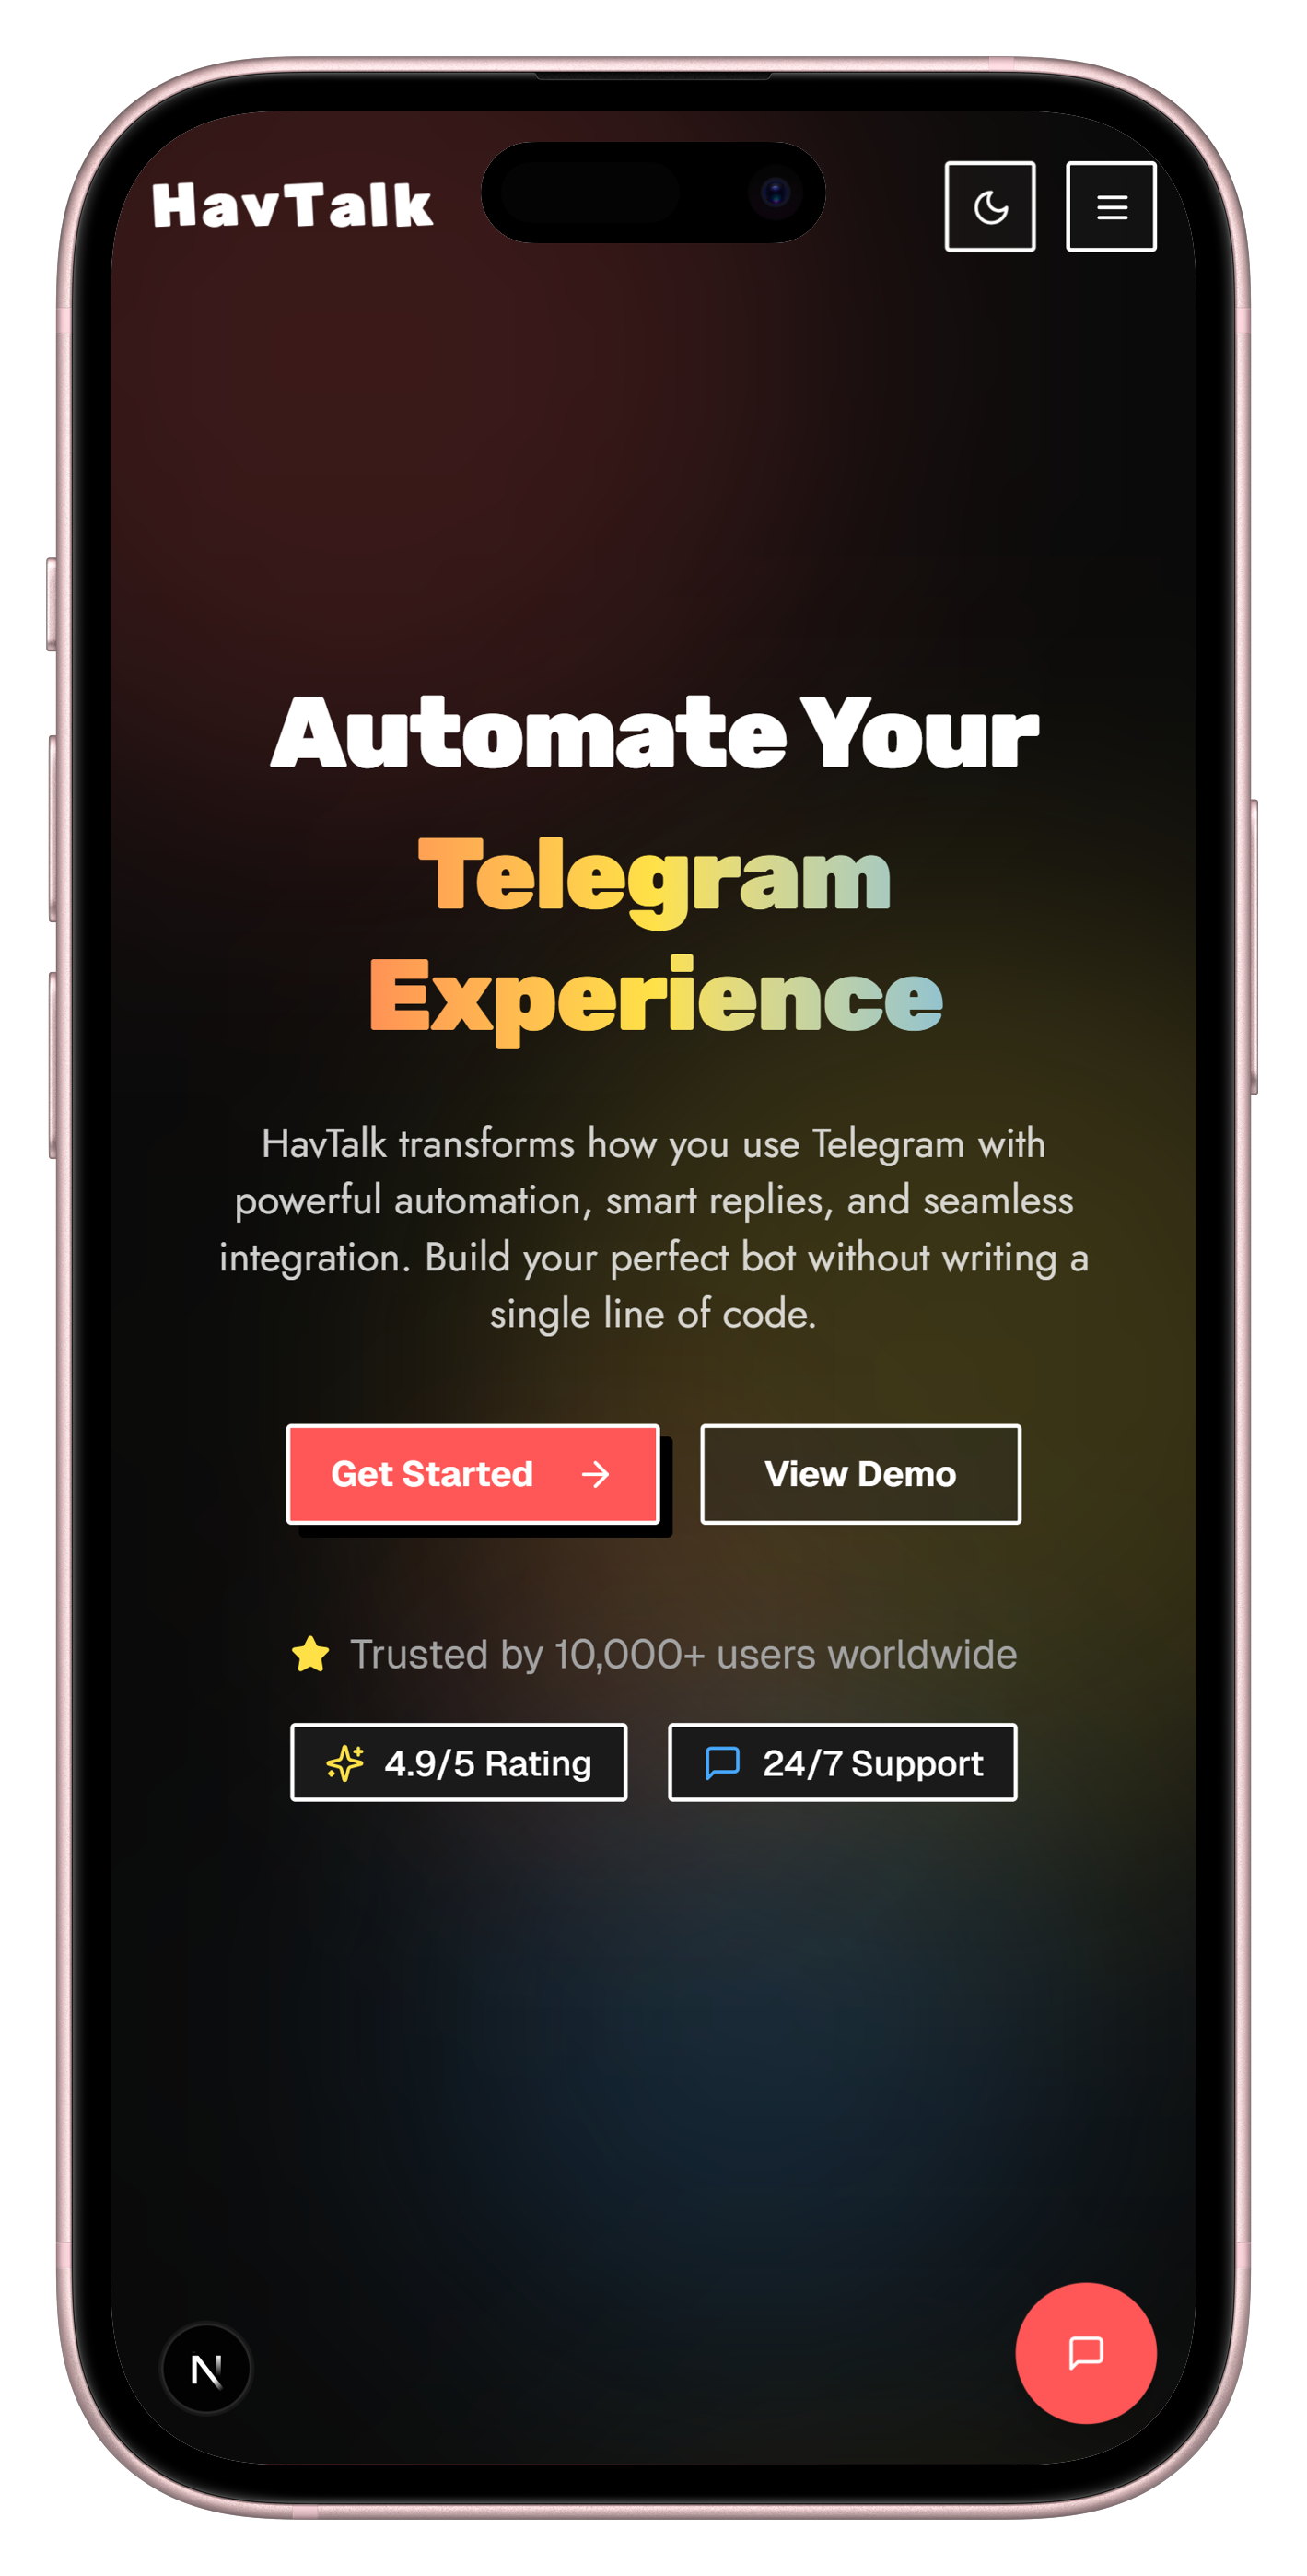 HavTalk
Automate Your
Telegram
Experience
HavTalk transforms how you use Telegram with
powerful automation, smart replies, and seamless
integration. Build your perfect bot without writing a
single line of code.
Get Started
View Demo
Trusted by 10,000+ users worldwide
4.9/5 Rating
24/7 Support
N